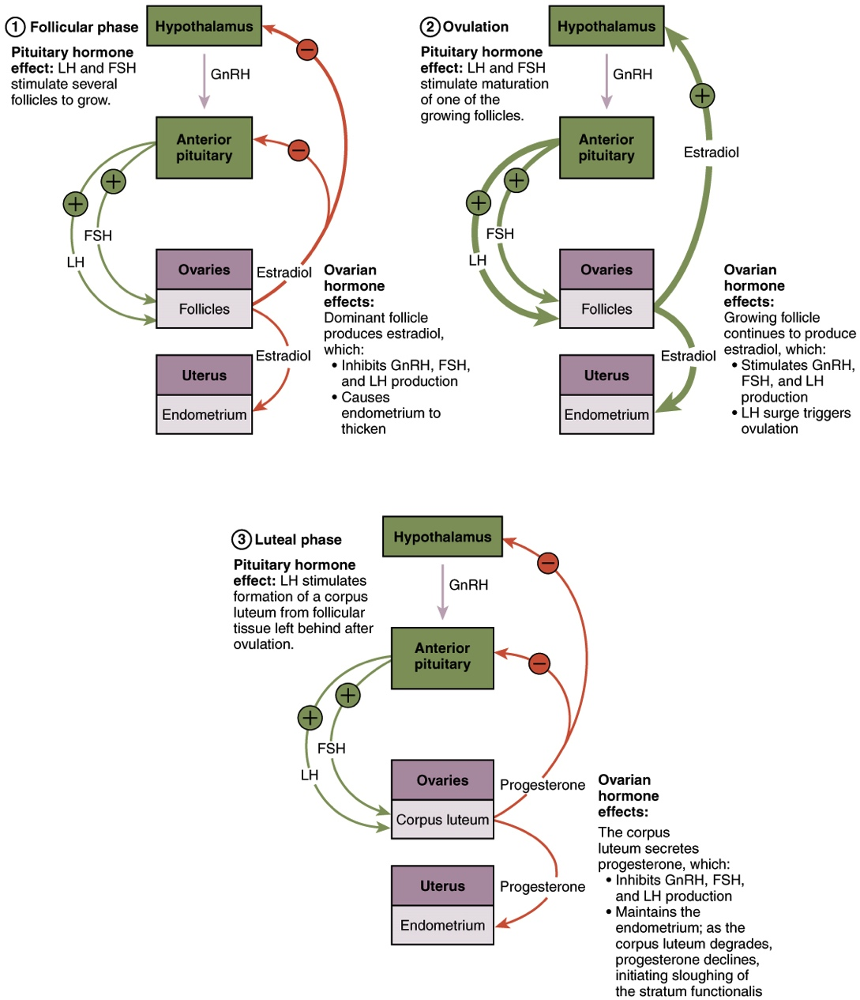 1 Follicular phase
Pituitary hormone
effect: LH and FSH
stimulate several
follicles to grow.
Hypothalamus
−
GnRH
Anterior
pituitary
−
+
+
FSH
LH
Ovaries
Follicles
Estradiol
Estradiol
Uterus
Endometrium
Ovarian
hormone
effects:
Dominant follicle
produces estradiol,
which:
• Inhibits GnRH, FSH,
and LH production
• Causes
endometrium to
thicken
2 Ovulation
Pituitary hormone
effect: LH and FSH
stimulate maturation
of one of the
growing follicles.
Hypothalamus
GnRH
+
Anterior
pituitary
Estradiol
+
+
FSH
LH
Ovaries
Follicles
Estradiol
Uterus
Endometrium
Ovarian
hormone
effects:
Growing follicle
continues to produce
estradiol, which:
• Stimulates GnRH,
FSH, and LH
production
• LH surge triggers
ovulation
3 Luteal phase
Pituitary hormone
effect: LH stimulates
formation of a corpus
luteum from follicular
tissue left behind after
ovulation.
Hypothalamus
−
GnRH
Anterior
pituitary
−
+
+
FSH
LH
Ovaries
Corpus luteum
Progesterone
Progesterone
Uterus
Endometrium
Ovarian
hormone
effects:
The corpus
luteum secretes
progesterone, which:
• Inhibits GnRH, FSH,
and LH production
• Maintains the
endometrium; as the
corpus luteum degrades,
progesterone declines,
initiating sloughing of
the stratum functionalis